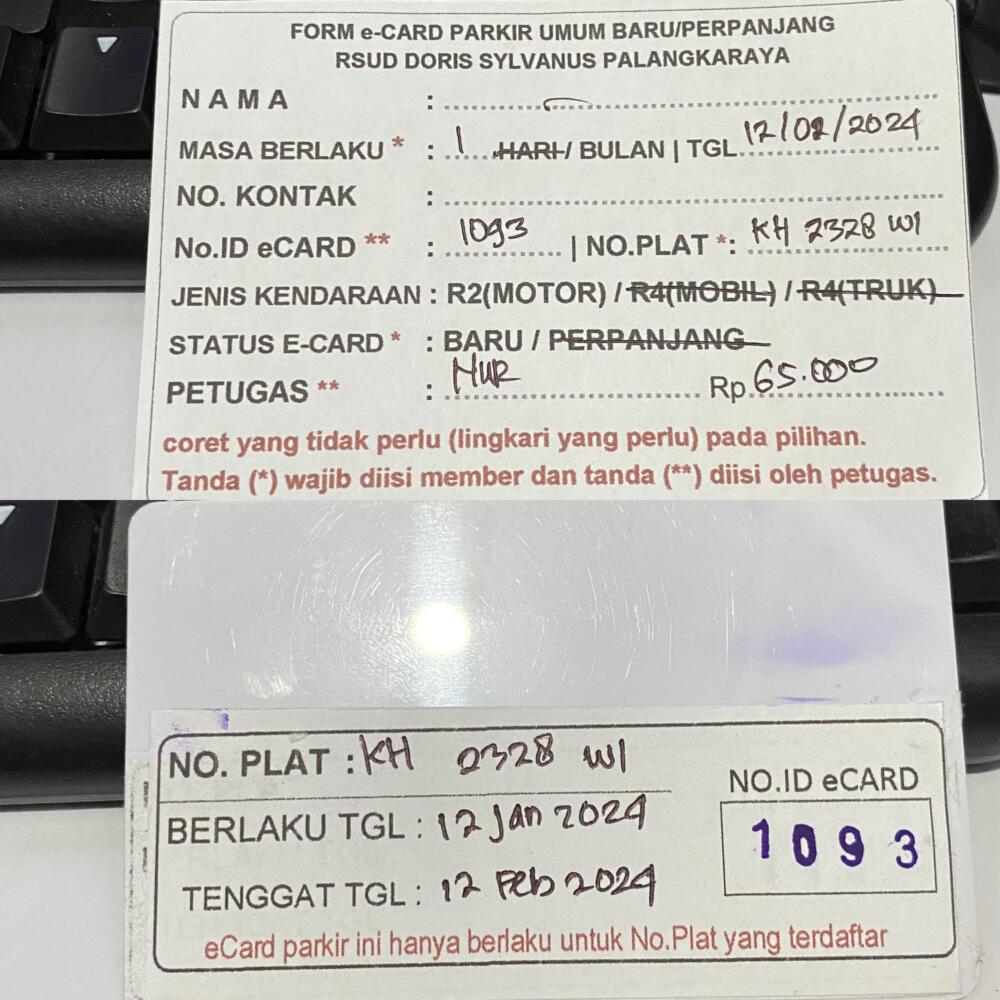 FORM e-CARD PARKIR UMUM BARU/PERPANJANG
RSUD DORIS SYLVANUS PALANGKARAYA
N A M A :
MASA BERLAKU * : 1 HARI / BULAN | TGL 12/02/2024
NO. KONTAK :
No.ID eCARD ** : 1093 | NO.PLAT *: KH 2328 WI
JENIS KENDARAAN : R2(MOTOR) / R4(MOBIL) / R4(TRUK)
STATUS E-CARD * : BARU / PERPANJANG
PETUGAS ** : NUR Rp 65.000
coret yang tidak perlu (lingkari yang perlu) pada pilihan.
Tanda (*) wajib diisi member dan tanda (**) diisi oleh petugas.
NO. PLAT : KH 2328 WI
BERLAKU TGL : 12 Jan 2024
TENGGAT TGL : 12 Feb 2024
NO.ID eCARD
1093
eCard parkir ini hanya berlaku untuk No.Plat yang terdaftar